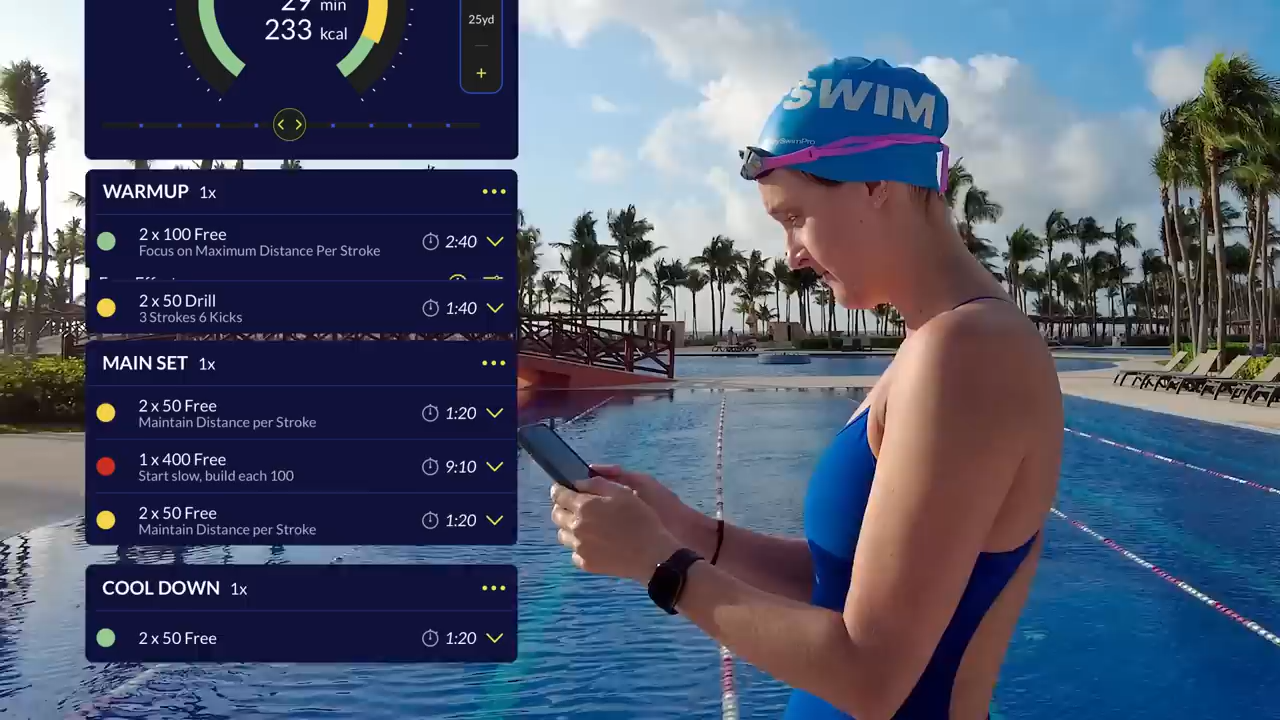 29 min
233 kcal
25yd
+
WARMUP 1x
2 x 100 Free
Focus on Maximum Distance Per Stroke
2:40
2 x 50 Drill
3 Strokes 6 Kicks
1:40
MAIN SET 1x
2 x 50 Free
Maintain Distance per Stroke
1:20
1 x 400 Free
Start slow, build each 100
9:10
2 x 50 Free
Maintain Distance per Stroke
1:20
COOL DOWN 1x
2 x 50 Free
1:20
SWIM